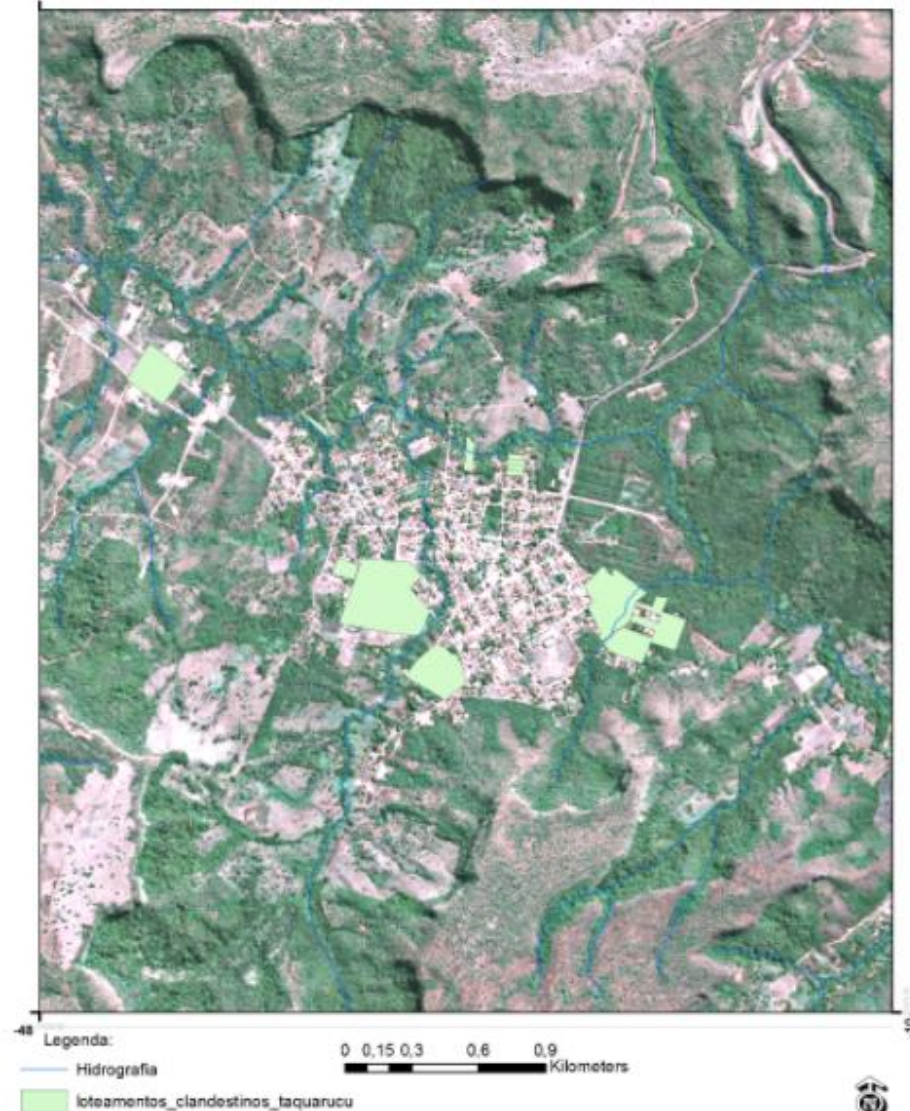 -48
Legenda:
Hidrografia
0 0,15 0,3 0,6 0,9
Kilometers
loteamentos_clandestinos_taquarucu
N